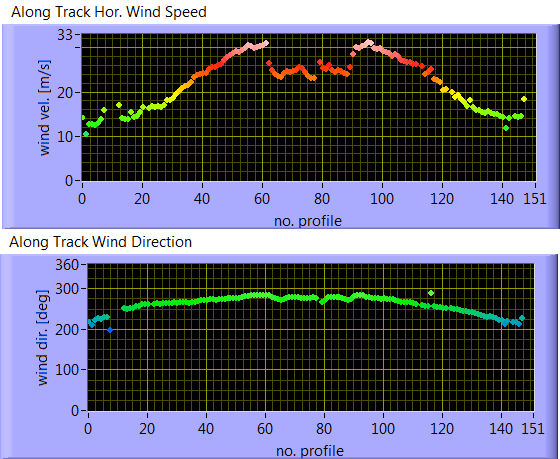 Along Track Hor. Wind Speed
33
20
10
0
wind vel. [m/s]
0 20 40 60 80 100 120 140 151
no. profile
Along Track Wind Direction
360
300
200
100
0
wind dir. [deg]
0 20 40 60 80 100 120 140 151
no. profile